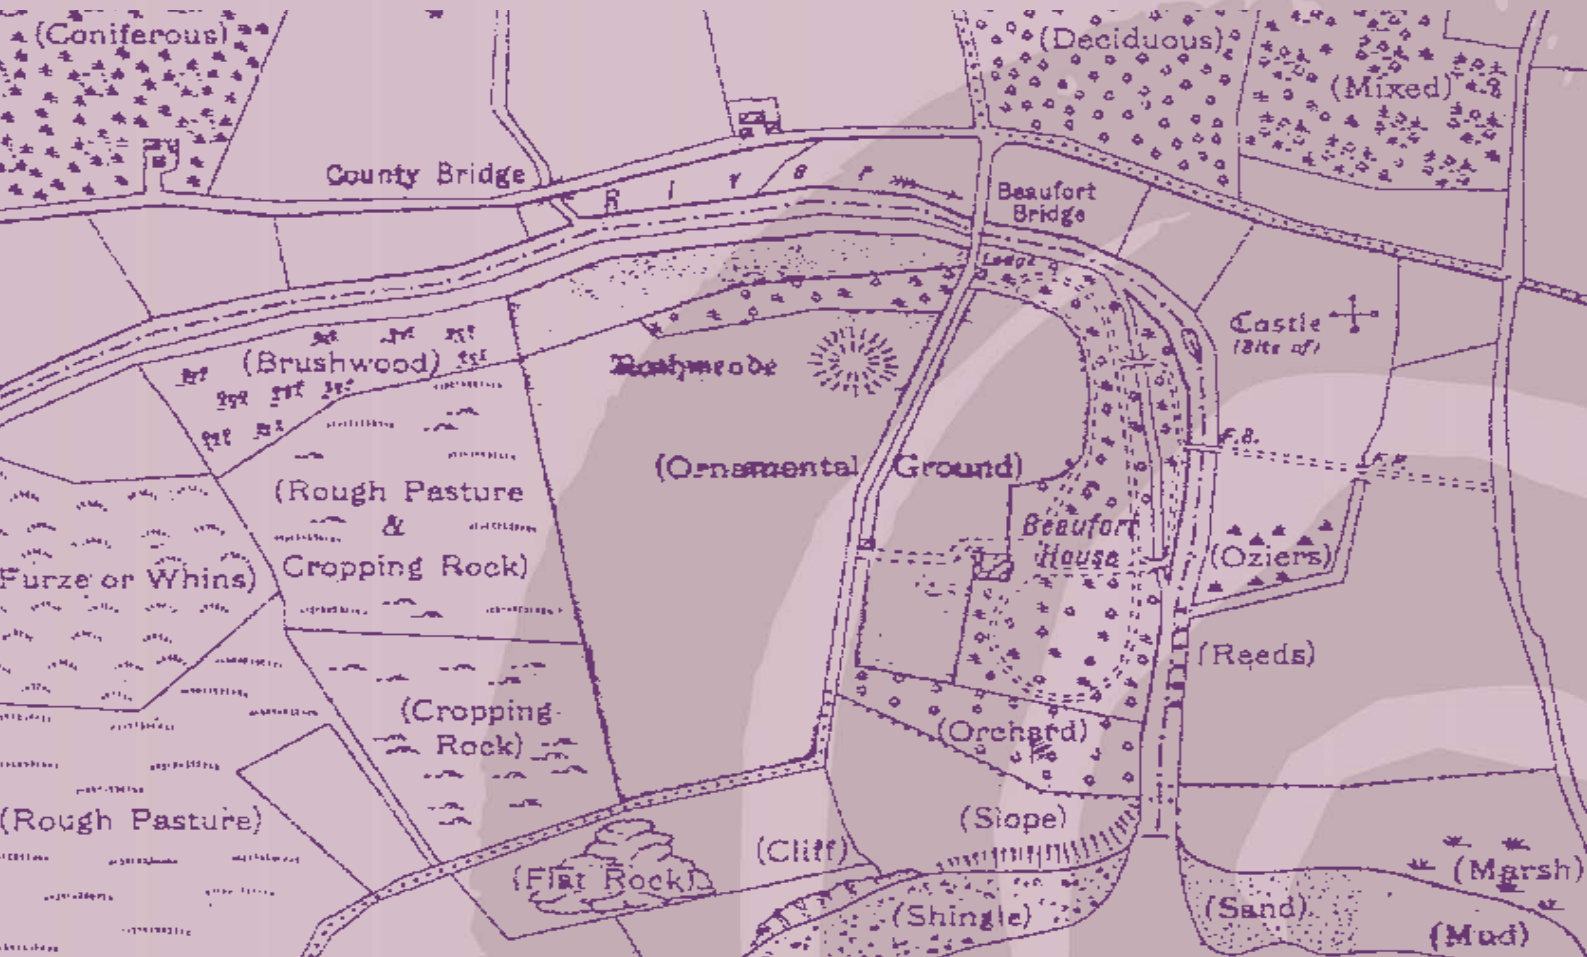 (Coniferous)
(Deciduous)
(Mixed)
County Bridge
R I V E R
Beaufort
Bridge
Lodge
Castle
(Site of)
(Brushwood)
F.B.
(Ornamental Ground)
(Rough Pasture
&
Cropping Rock)
Beaufort
House
(Oziers)
Furze or Whins)
(Reeds)
(Cropping
Rock)
(Orchard)
(Rough Pasture)
(Slope)
(Cliff)
(Flat Rock)
(Marsh)
(Shingle)
(Sand)
(Mud)